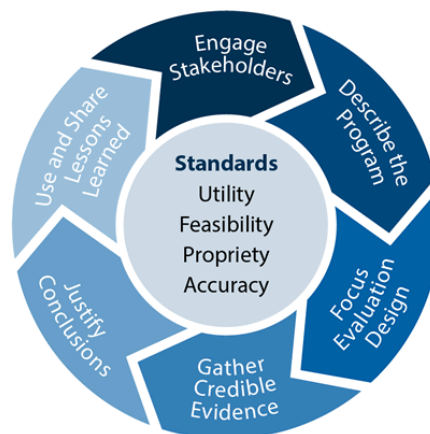 Engage
Stakeholders
Describe the
Program
Focus
Evaluation
Design
Gather
Credible
Evidence
Justify
Conclusions
Use and Share
Lessons
Learned
Standards
Utility
Feasibility
Propriety
Accuracy